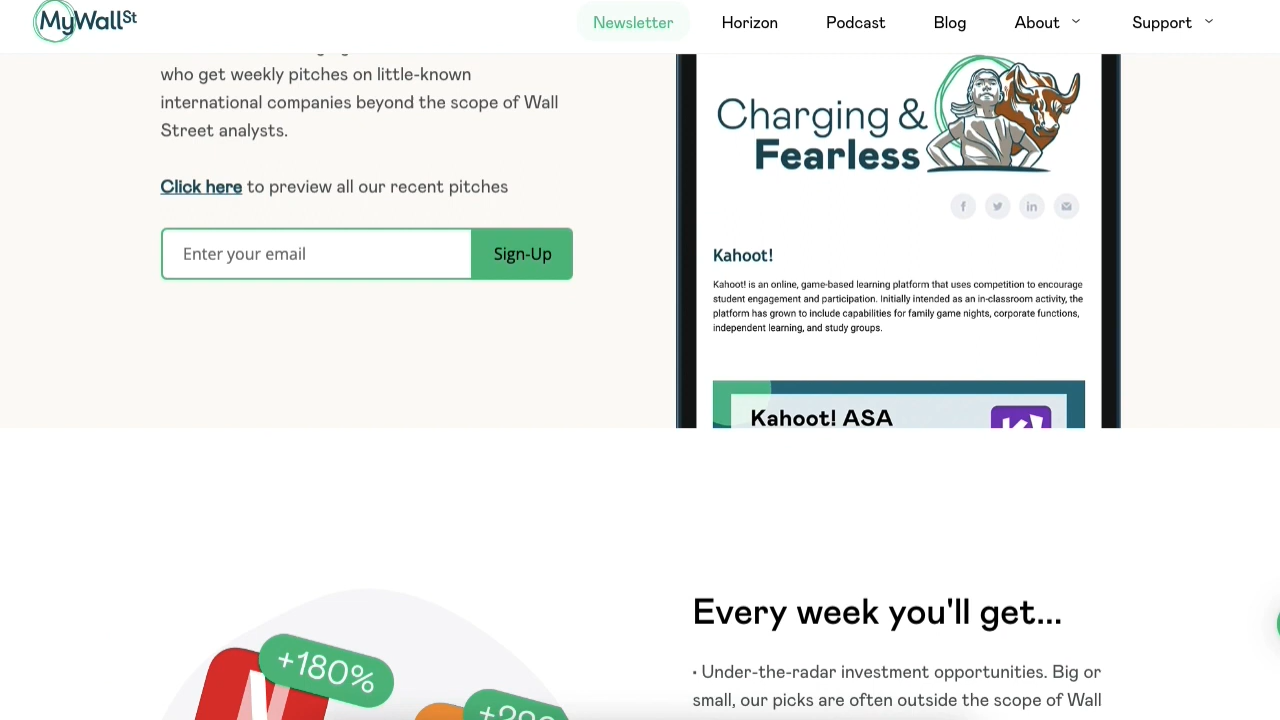 MyWallSt
Newsletter
Horizon
Podcast
Blog
About
Support
who get weekly pitches on little-known
international companies beyond the scope of Wall
Street analysts.
Click here to preview all our recent pitches
Enter your email
Sign-Up
Charging &
Fearless
f
in
Kahoot!
Kahoot! is an online, game-based learning platform that uses competition to encourage
student engagement and participation. Initially intended as an in-classroom activity, the
platform has grown to include capabilities for family game nights, corporate functions,
independent learning, and study groups.
Kahoot! ASA
K!
+180%
Every week you'll get...
• Under-the-radar investment opportunities. Big or
small, our picks are often outside the scope of Wall